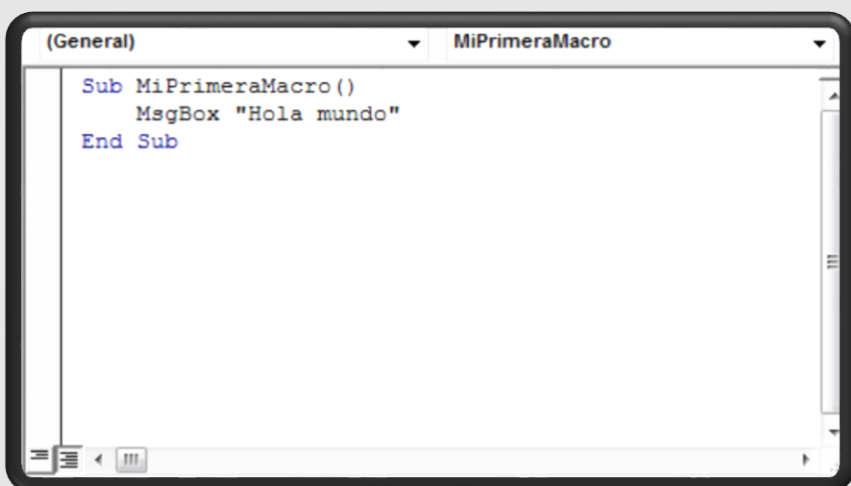 (General) MiPrimeraMacro
Sub MiPrimeraMacro()
MsgBox "Hola mundo"
End Sub